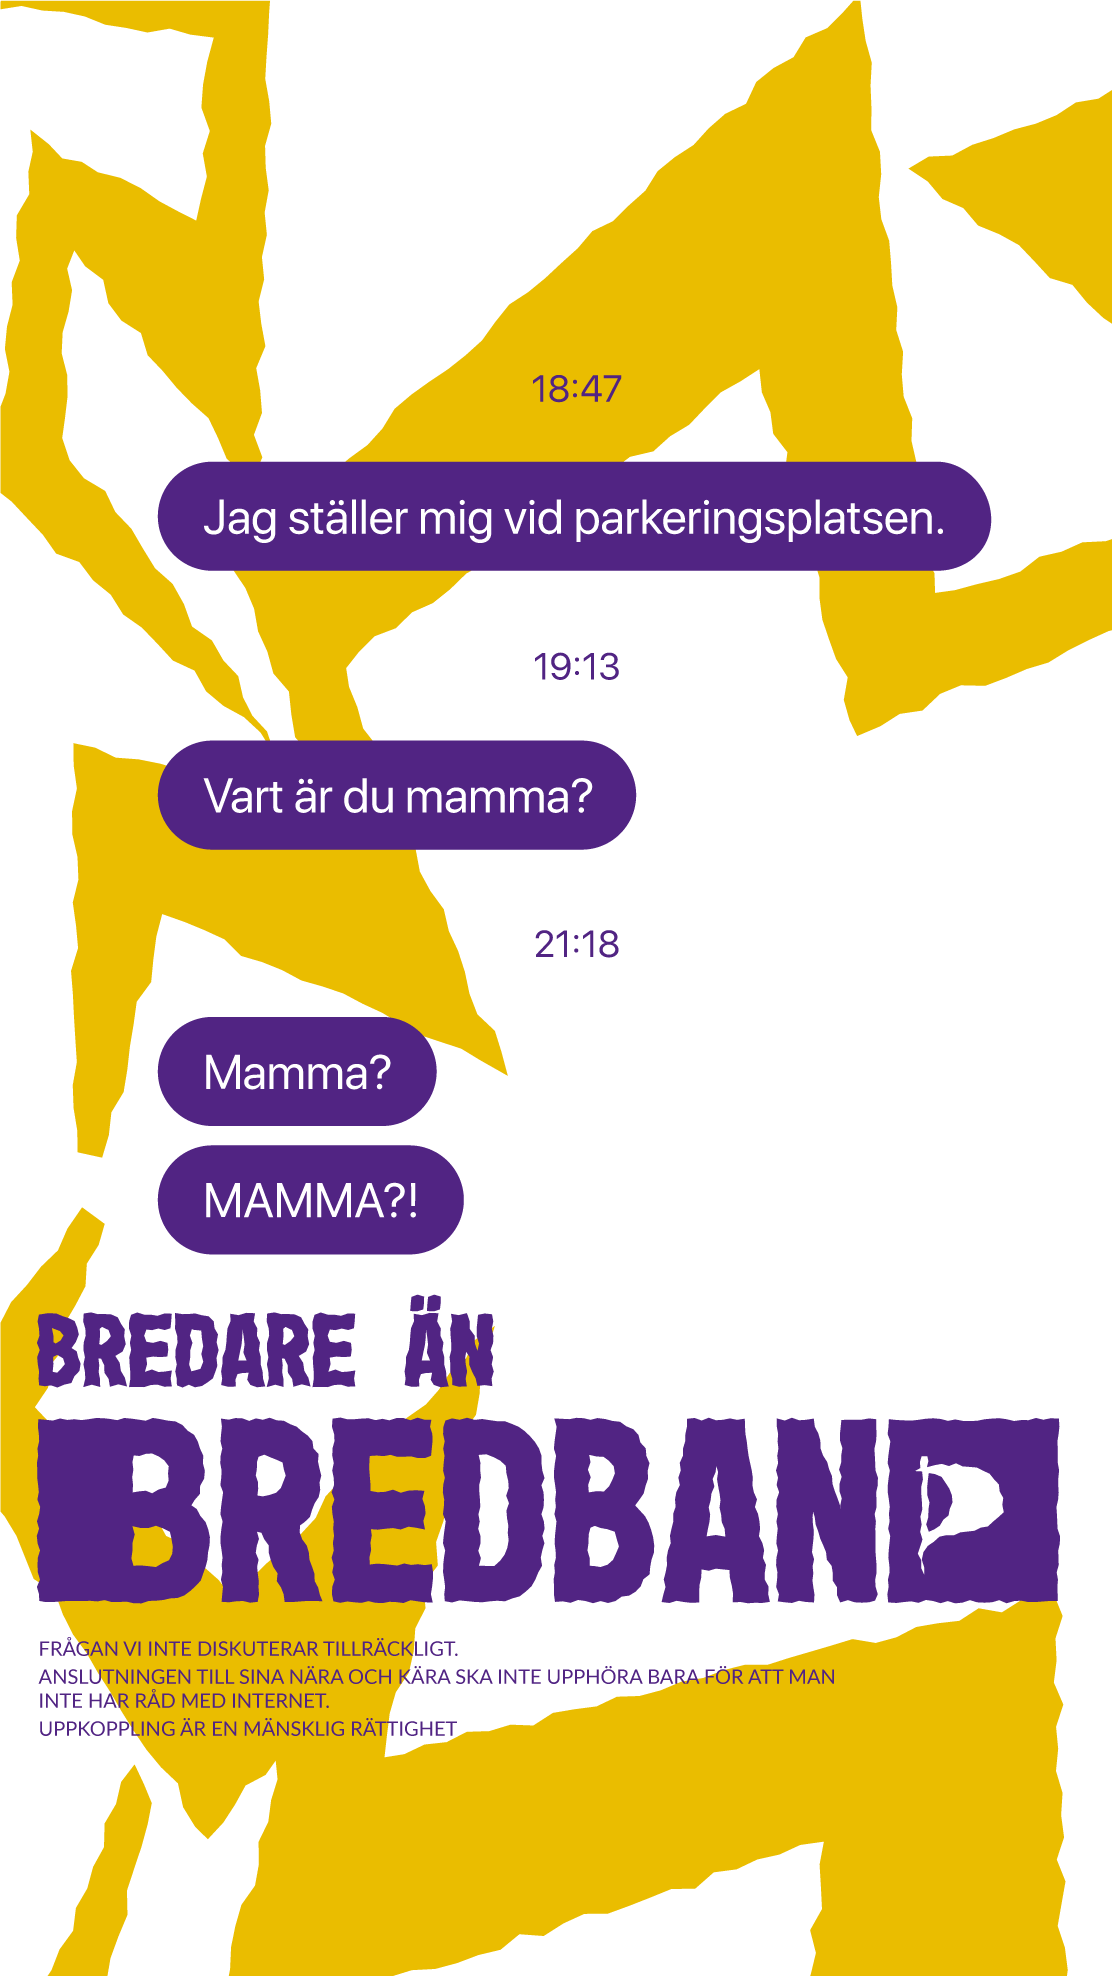 18:47
Jag ställer mig vid parkeringsplatsen.
19:13
Vart är du mamma?
21:18
Mamma?
MAMMA?!
BREDARE ÄN
BREDBAND
FRÅGAN VI INTE DISKUTERAR TILLRÄCKLIGT.
ANSLUTNINGEN TILL SINA NÄRA OCH KÄRA SKA INTE UPPHÖRA BARA FÖR ATT MAN
INTE HAR RÅD MED INTERNET.
UPPKOPPLING ÄR EN MÄNSKLIG RÄTTIGHET